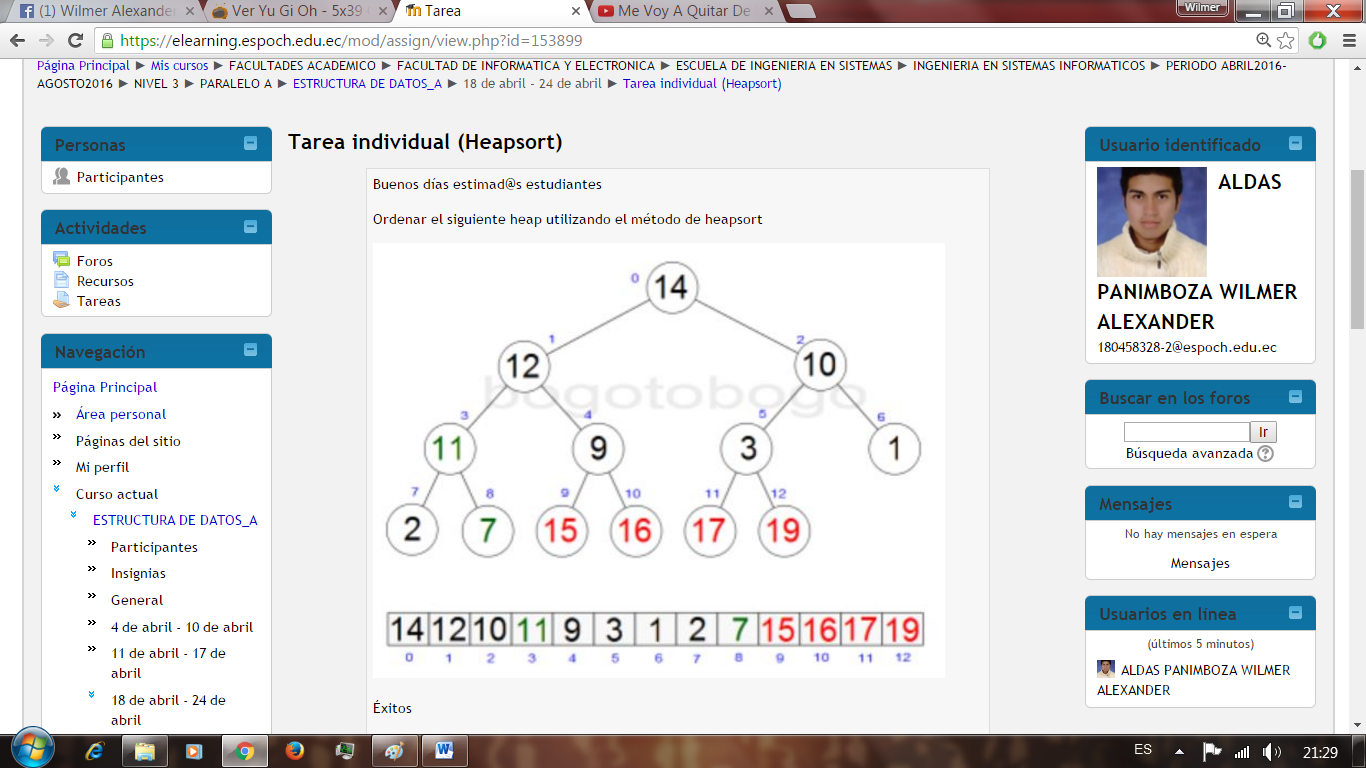 (1) Wilmer Alexander
Ver Yu Gi Oh - 5x39
Tarea
Me Voy A Quitar De
Wilmer
https://elearning.espoch.edu.ec/mod/assign/view.php?id=153899
Página Principal ► Mis cursos ► FACULTADES ACADEMICO ► FACULTAD DE INFORMATICA Y ELECTRONICA ► ESCUELA DE INGENIERIA EN SISTEMAS ► INGENIERIA EN SISTEMAS INFORMATICOS ► PERIODO ABRIL2016-
AGOSTO2016 ► NIVEL 3 ► PARALELO A ► ESTRUCTURA DE DATOS_A ► 18 de abril - 24 de abril ► Tarea individual (Heapsort)
Personas
Participantes
Actividades
Foros
Recursos
Tareas
Navegación
Página Principal
Área personal
Páginas del sitio
Mi perfil
Curso actual
ESTRUCTURA DE DATOS_A
Participantes
Insignias
General
4 de abril - 10 de abril
11 de abril - 17 de
abril
18 de abril - 24 de
abril
Tarea individual (Heapsort)
Buenos días estimad@s estudiantes
Ordenar el siguiente heap utilizando el método de heapsort
0
14
1 2
12 10
bogotobogo
3 4 5 6
11 9 3 1
7 8 9 10 11 12
2 7 15 16 17 19
14 12 10 11 9 3 1 2 7 15 16 17 19
0 1 2 3 4 5 6 7 8 9 10 11 12
Éxitos
Usuario identificado
ALDAS
PANIMBOZA WILMER
ALEXANDER
180458328-2@espoch.edu.ec
Buscar en los foros
Ir
Búsqueda avanzada
Mensajes
No hay mensajes en espera
Mensajes
Usuarios en línea
(últimos 5 minutos)
ALDAS PANIMBOZA WILMER
ALEXANDER
ES
21:29